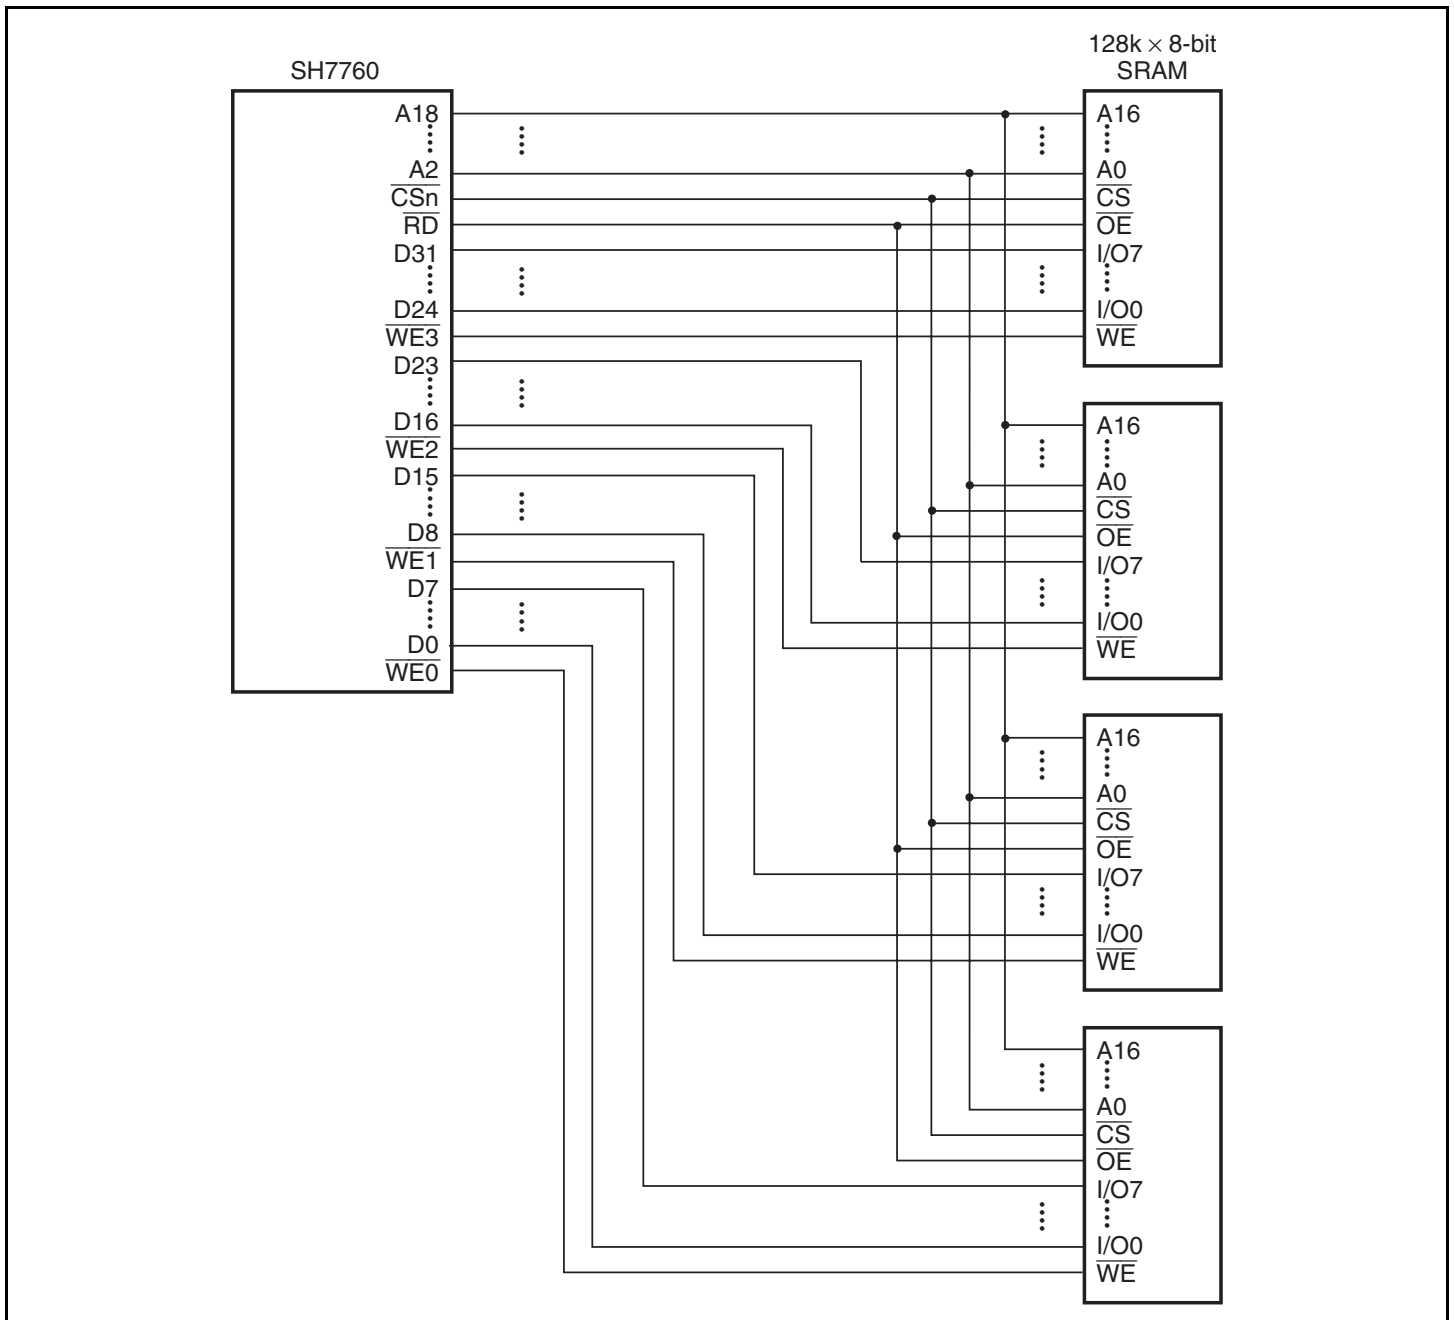 SH7760
A18
A2
CSn
RD
D31
D24
WE3
D23
D16
WE2
D15
D8
WE1
D7
D0
WE0
128k × 8-bit
SRAM
A16
A0
CS
OE
I/O7
I/O0
WE
A16
A0
CS
OE
I/O7
I/O0
WE
A16
A0
CS
OE
I/O7
I/O0
WE
A16
A0
CS
OE
I/O7
I/O0
WE